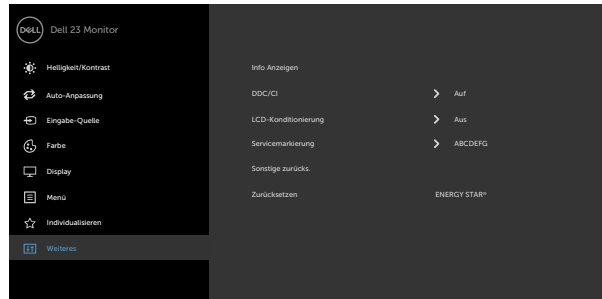 DELL Dell 23 Monitor
Helligkeit/Kontrast
Auto-Anpassung
Eingabe-Quelle
Farbe
Display
Menü
Individualisieren
Weiteres
Info Anzeigen
DDC/CI Auf
LCD-Konditionierung Aus
Servicemarkierung ABCDEFG
Sonstige zurücks.
Zurücksetzen ENERGY STAR®